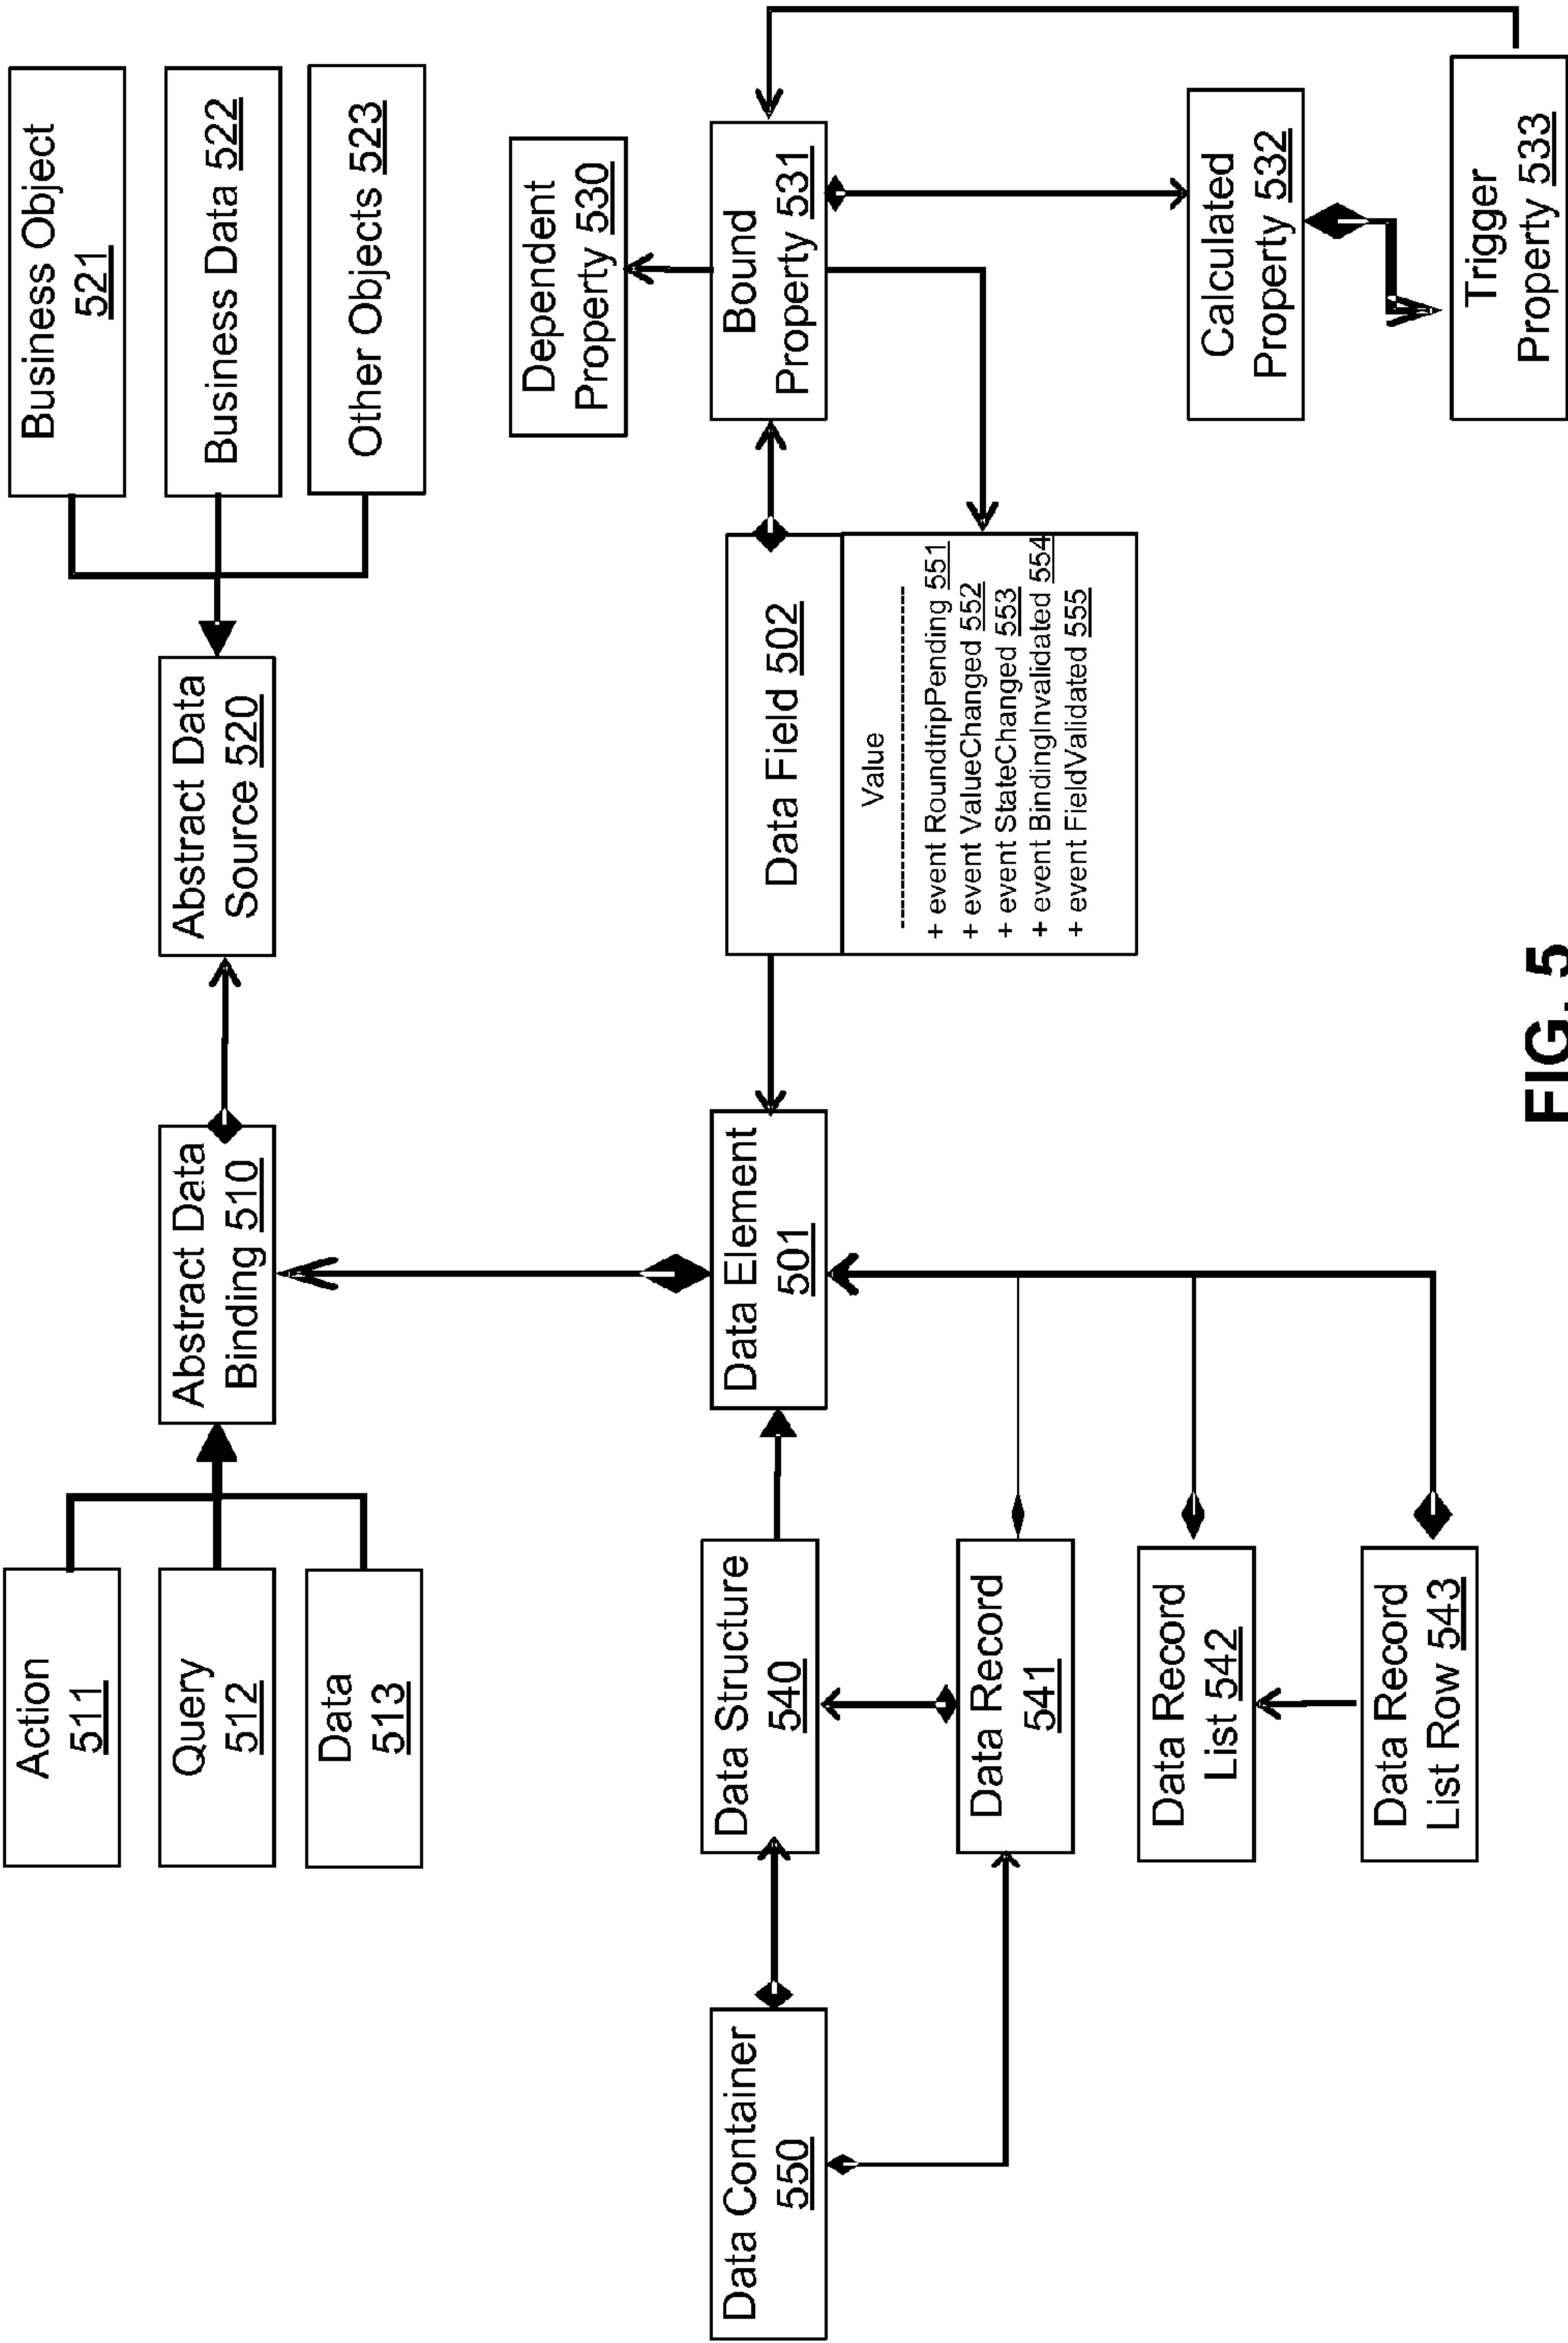 Action
511
Query
512
Data
513
Abstract Data
Binding 510
Abstract Data
Source 520
Business Object
521
Business Data 522
Other Objects 523
Data Container
550
Data Structure
540
Data Record
541
Data Record
List 542
Data Record
List Row 543
Data Element
501
Data Field 502
Value
--------------------------------
+ event RoundtripPending 551
+ event ValueChanged 552
+ event StateChanged 553
+ event BindingInvalidated 554
+ event FieldValidated 555
Dependent
Property 530
Bound
Property 531
Calculated
Property 532
Trigger
Property 533
FIG. 5